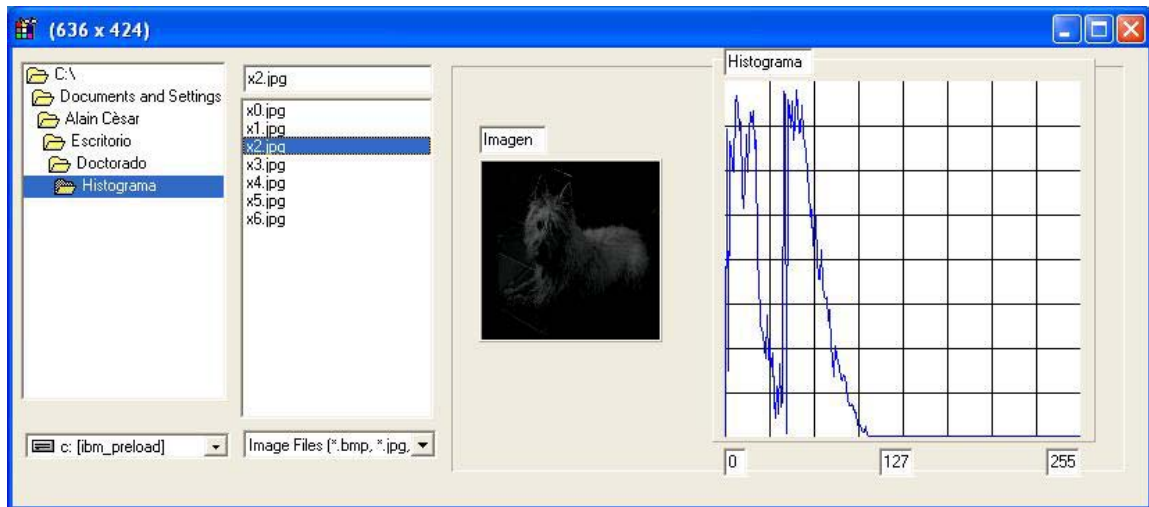 (636 x 424)
C:\
Documents and Settings
Alain Cèsar
Escritorio
Doctorado
Histograma
c: [ibm_preload]
x2.jpg
x0.jpg
x1.jpg
x2.jpg
x3.jpg
x4.jpg
x5.jpg
x6.jpg
Image Files (*.bmp, *.jpg,
Imagen
Histograma
0
127
255